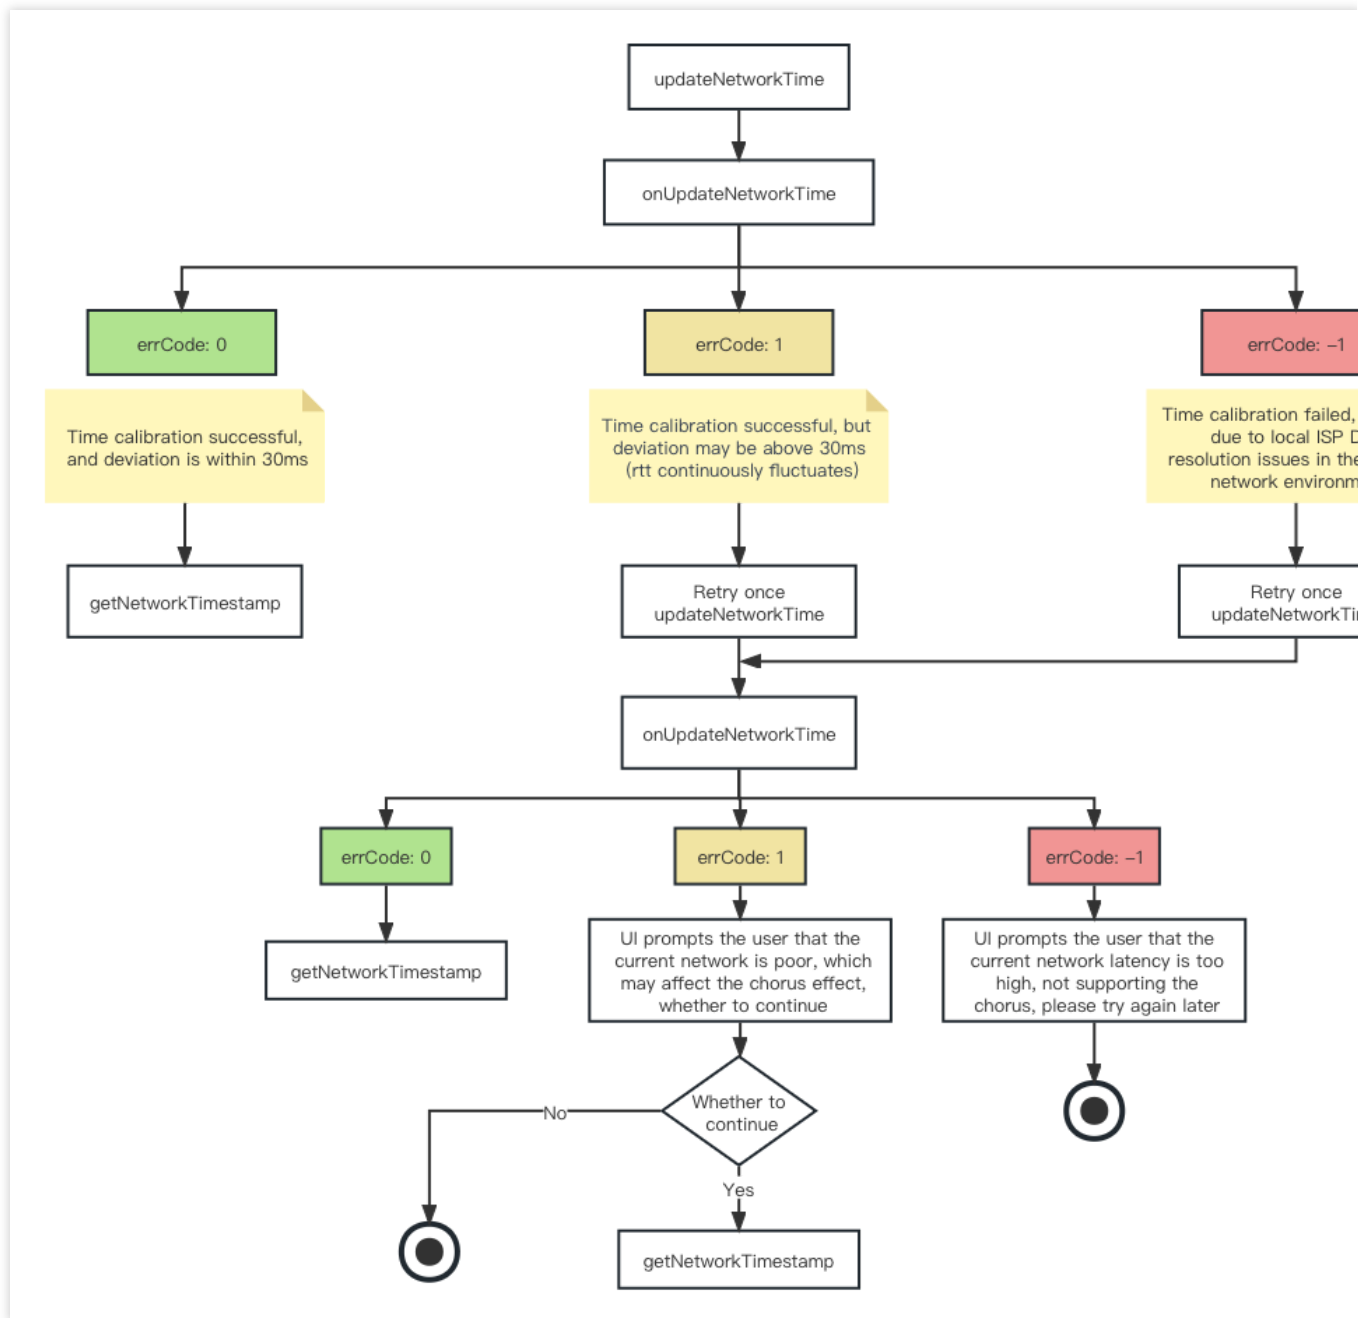 updateNetworkTime
onUpdateNetworkTime
errCode: 0
errCode: 1
errCode: –1
Time calibration successful,
and deviation is within 30ms
Time calibration successful, but
deviation may be above 30ms
(rtt continuously fluctuates)
Time calibration failed,
due to local ISP
resolution issues in the
network
getNetworkTimestamp
Retry once
updateNetworkTime
Retry once
onUpdateNetworkTime
errCode: 0
errCode: 1
errCode: –1
getNetworkTimestamp
UI prompts the user that the
current network is poor, which
may affect the chorus effect,
whether to continue
UI prompts the user that the
current network latency is too
high, not supporting the
chorus, please try again later
Whether to
continue
No
Yes
getNetworkTimestamp